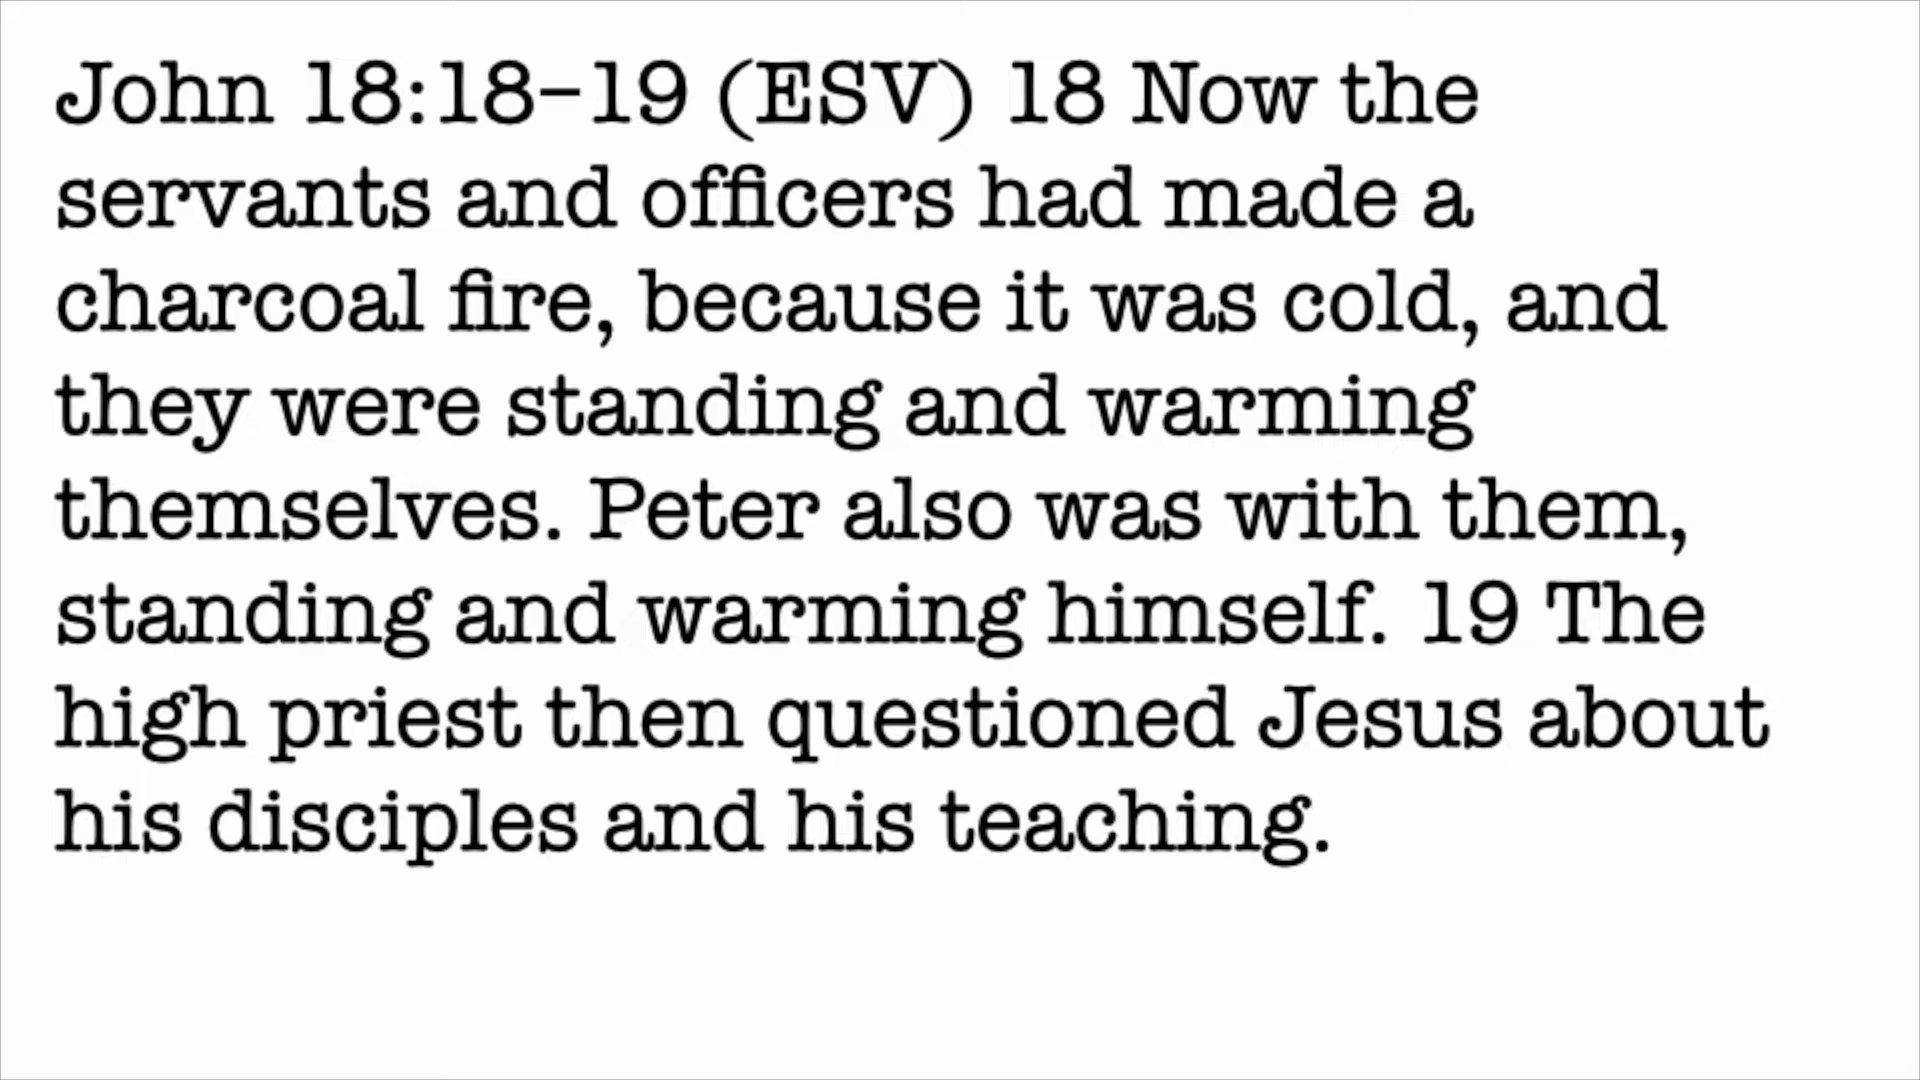 John 18:18-19 (ESV) 18 Now the
servants and officers had made a
charcoal fire, because it was cold, and
they were standing and warming
themselves. Peter also was with them,
standing and warming himself. 19 The
high priest then questioned Jesus about
his disciples and his teaching.